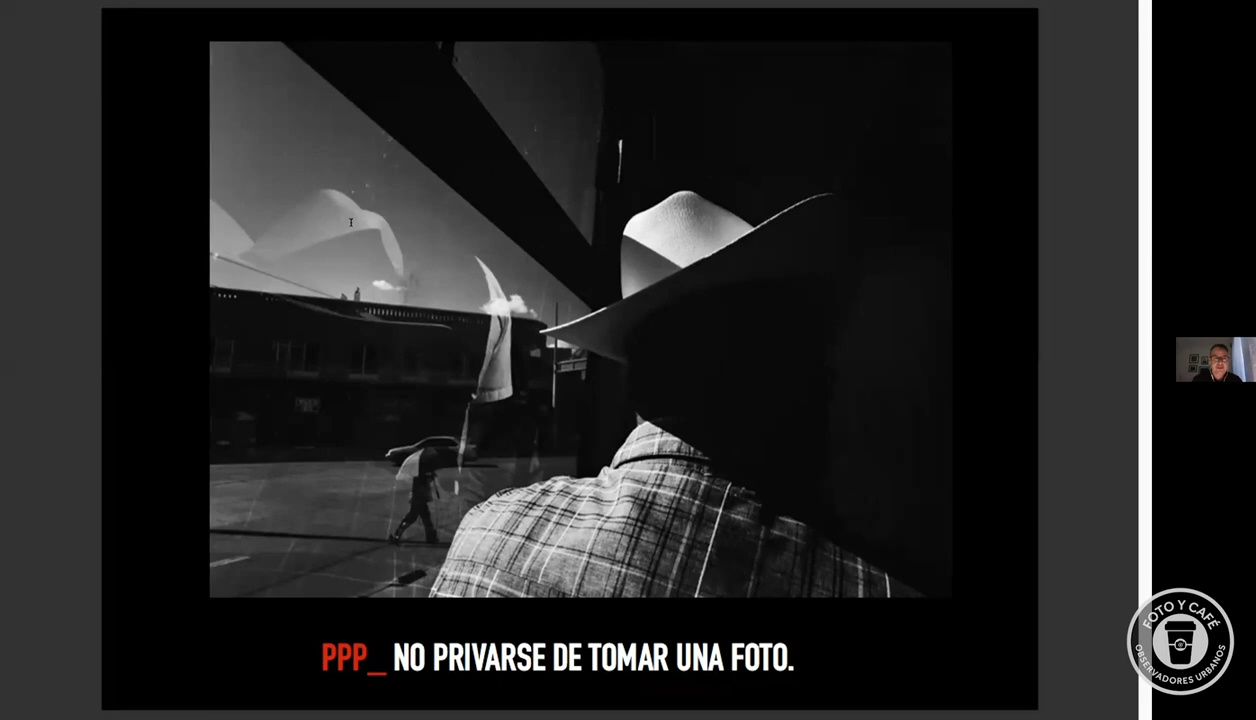 PPP_ NO PRIVARSE DE TOMAR UNA FOTO.
FOTO Y CAFÉ
OBSERVADORES URBANOS